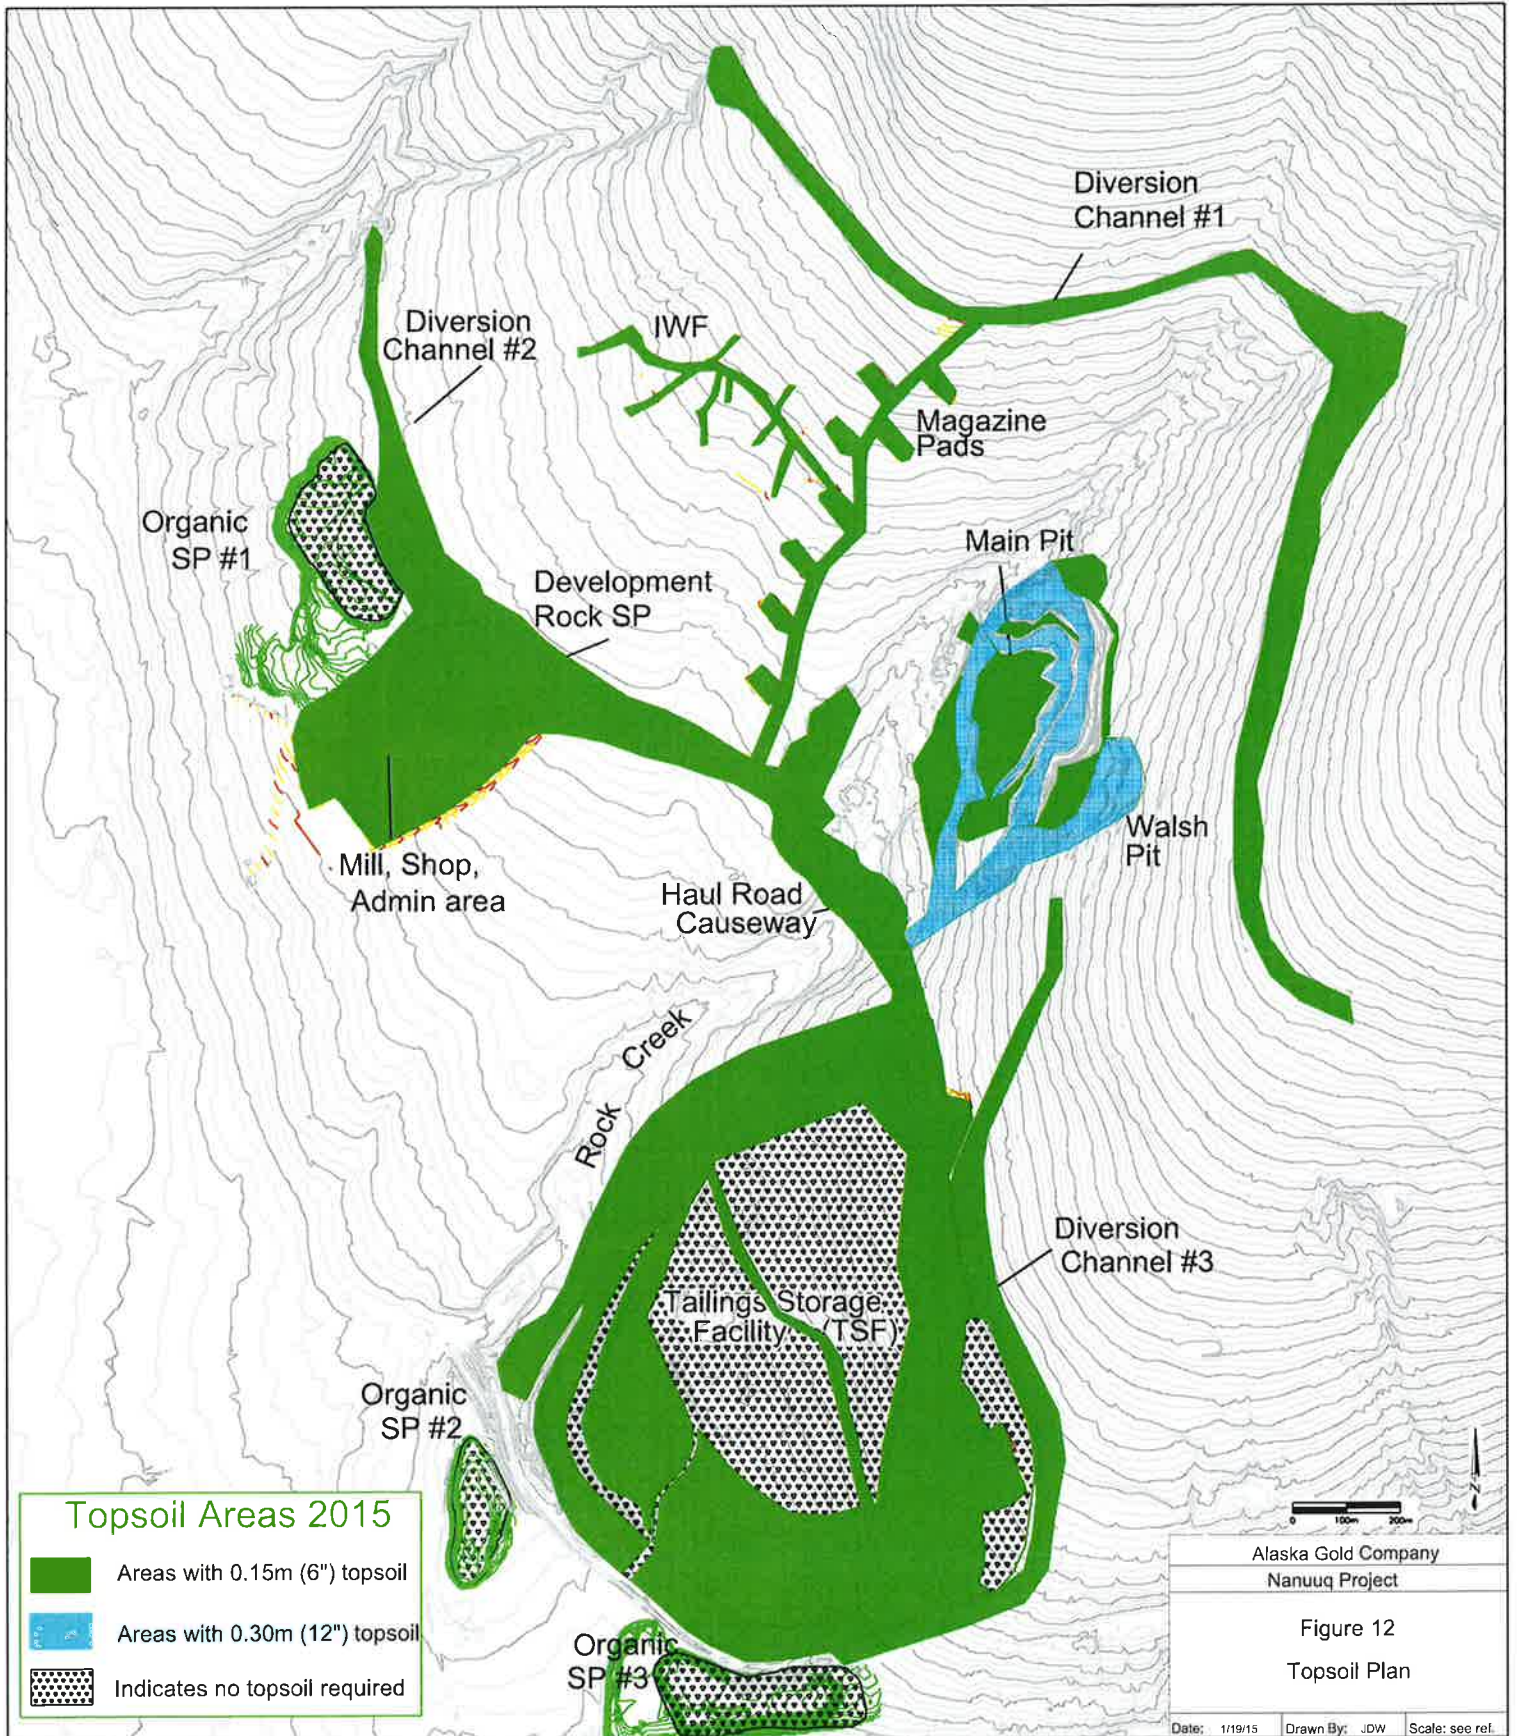 Diversion
Channel #1
Diversion
Channel #2
IWF
Magazine
Pads
Organic
SP #1
Main Pit
Development
Rock SP
Walsh
Pit
Mill, Shop,
Admin area
Haul Road
Causeway
Rock Creek
Diversion
Channel #3
Tailings Storage
Facility (TSF)
Organic
SP #2
Organic
SP #3
Topsoil Areas 2015
Areas with 0.15m (6") topsoil
Areas with 0.30m (12") topsoil
Indicates no topsoil required
N
0 100m 200m
Alaska Gold Company
Nanuuq Project
Figure 12
Topsoil Plan
Date: 1/19/15 Drawn By: JDW Scale: see ref.